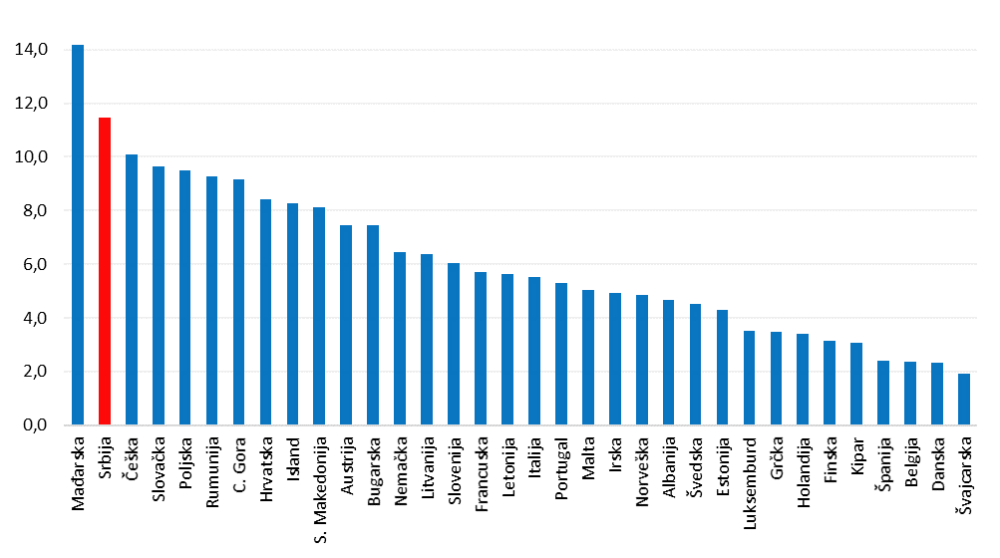 14,0
12,0
10,0
8,0
6,0
4,0
2,0
0,0
Mađarska
Srbija
Češka
Slovačka
Poljska
Rumunija
C. Gora
Hrvatska
Island
S. Makedonija
Austrija
Bugarska
Nemačka
Litvanija
Slovenija
Francuska
Letonija
Italija
Portugal
Malta
Irska
Norveška
Albanija
Švedska
Estonija
Luksemburd
Grčka
Holandija
Finska
Kipar
Španija
Belgija
Danska
Švajcarska